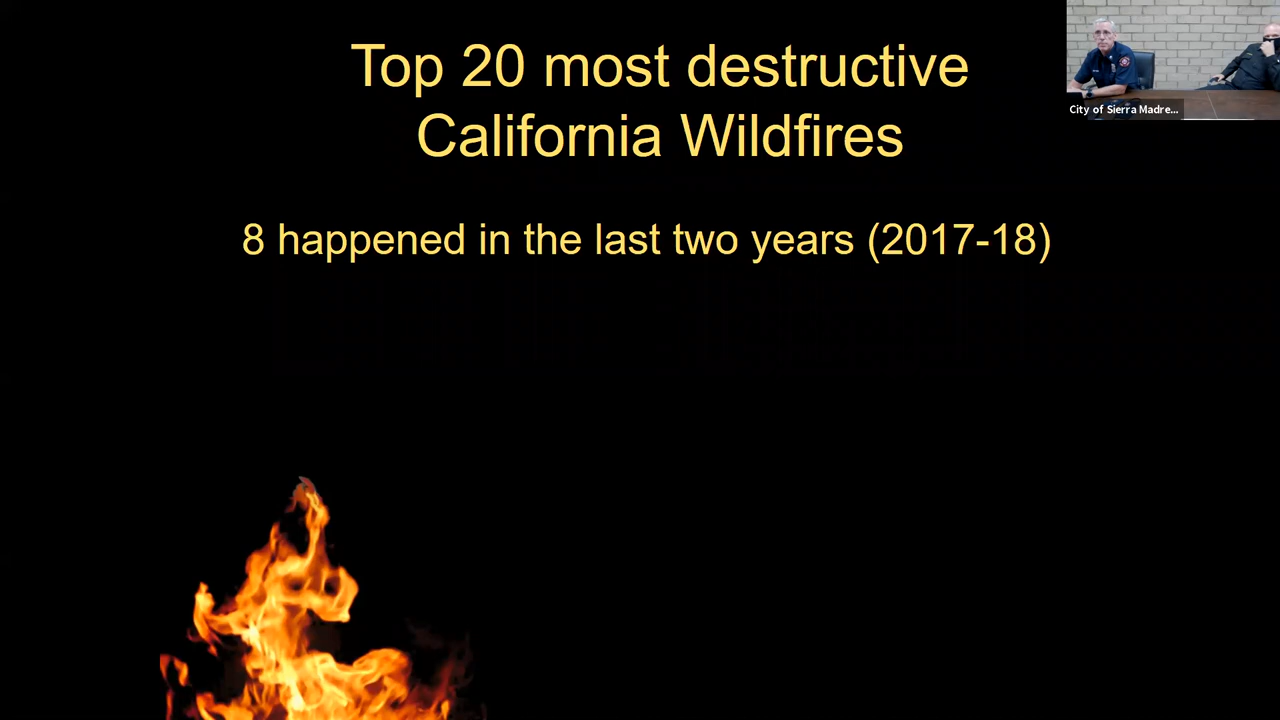 Top 20 most destructive
California Wildfires
8 happened in the last two years (2017-18)
City of Sierra Madre...